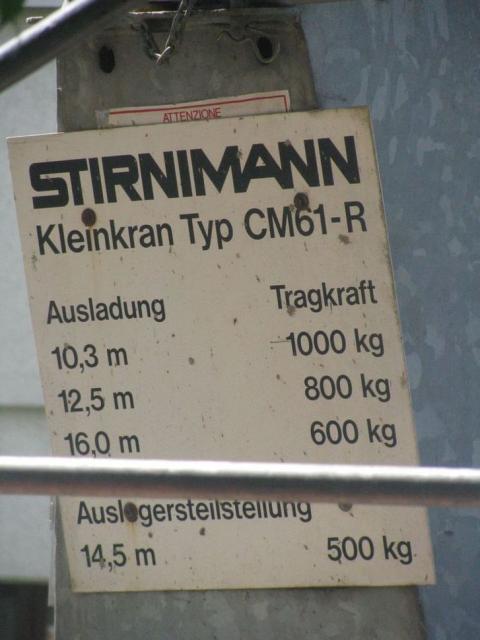 ATTENZIONE
STIRNIMANN
Kleinkran Typ CM61-R
Ausladung Tragkraft
10,3 m 1000 kg
12,5 m 800 kg
16,0 m 600 kg
Auslegersteilstellung
14,5 m 500 kg